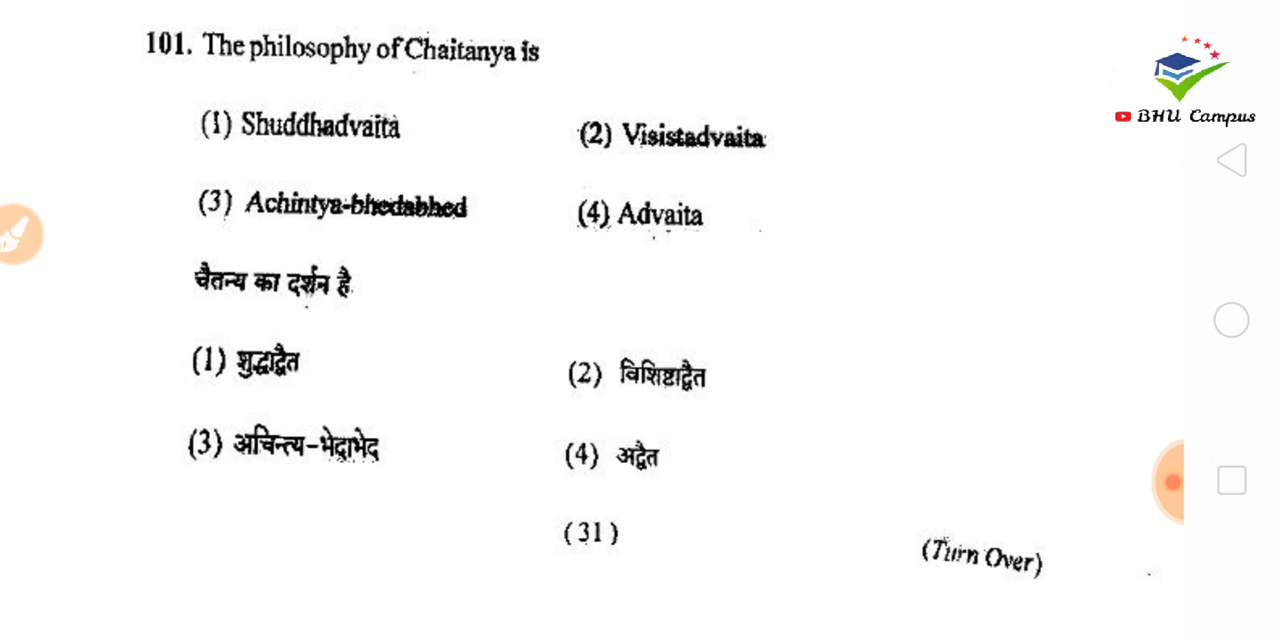 101. The philosophy of Chaitanya is
(1) Shuddhadvaita
(2) Visistadvaita
(3) Achintya-bhedabhed
(4) Advaita
चैतन्य का दर्शन है
(1) शुद्धाद्वैत
(2) विशिष्टाद्वैत
(3) अचिन्त्य-भेदाभेद
(4) अद्वैत
(31)
(Turn Over)
BHU Campus